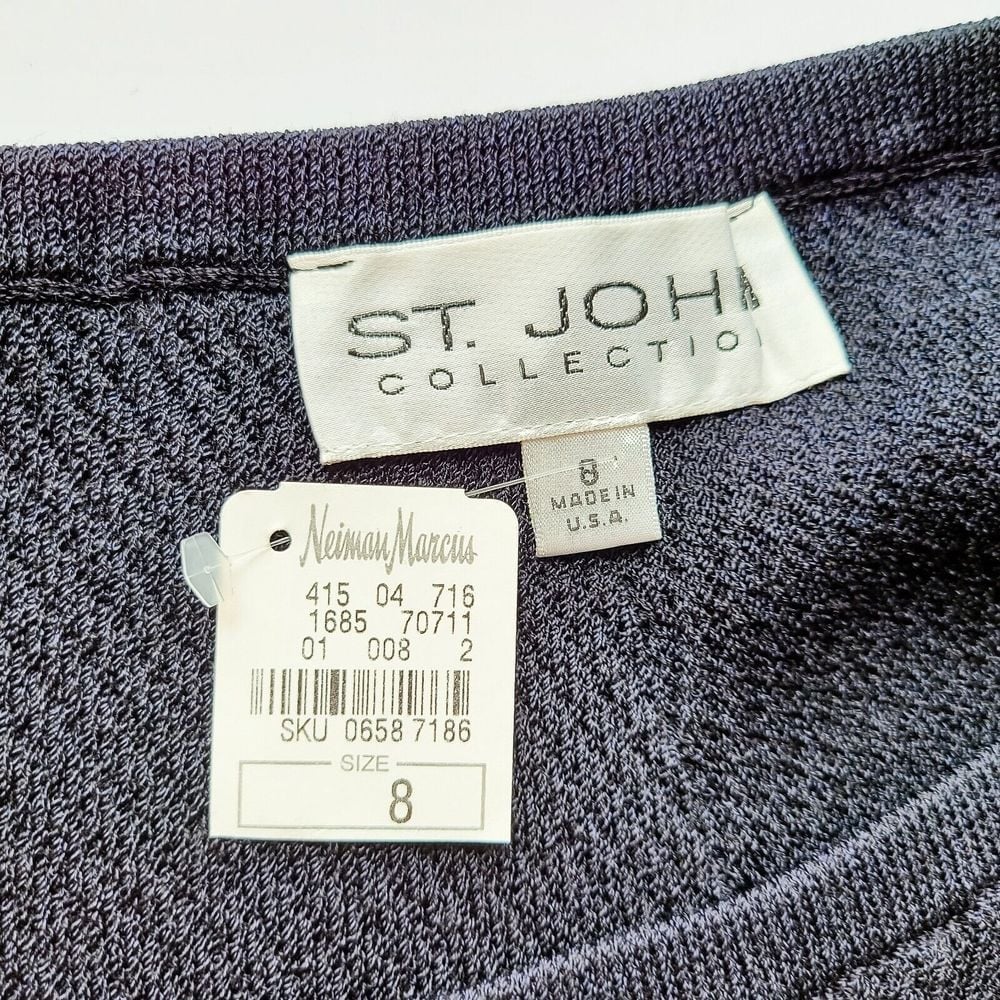 ST. JOHN
COLLECTIO
8
MADE IN
U.S.A.
Neiman Marcus
415 04 716
1685 70711
01 008 2
SKU 0658 7186
SIZE
8